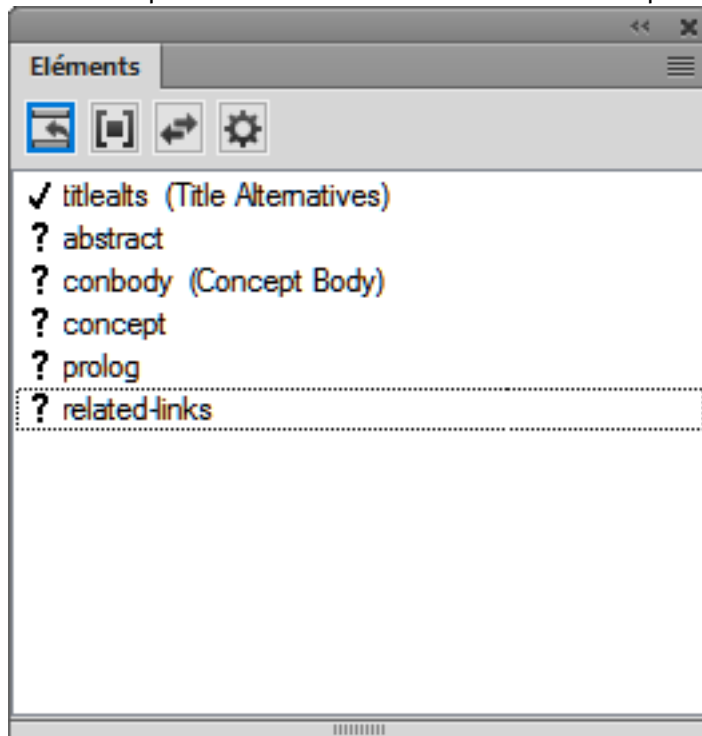 Eléments
✓ titlealts (Title Alternatives)
? abstract
? conbody (Concept Body)
? concept
? prolog
? related-links